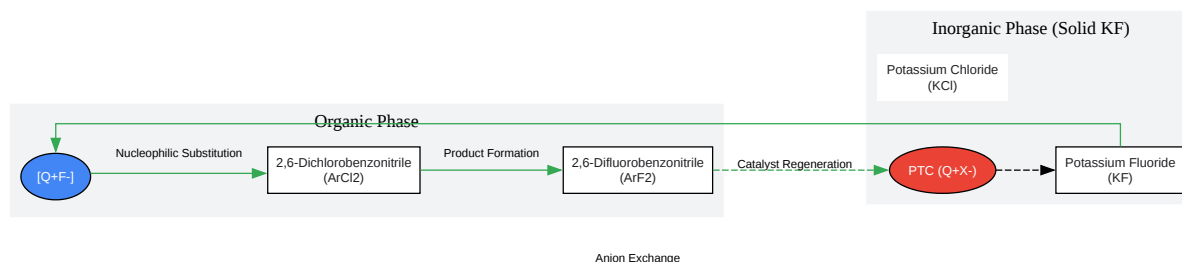 Inorganic Phase (Solid KF)
Potassium Chloride
(KCl)
Organic Phase
[Q+F-]
Nucleophilic Substitution
2,6-Dichlorobenzonitrile
(ArCl2)
Product Formation
2,6-Difluorobenzonitrile
(ArF2)
Catalyst Regeneration
PTC (Q+X-)
Potassium Fluoride
(KF)
Anion Exchange